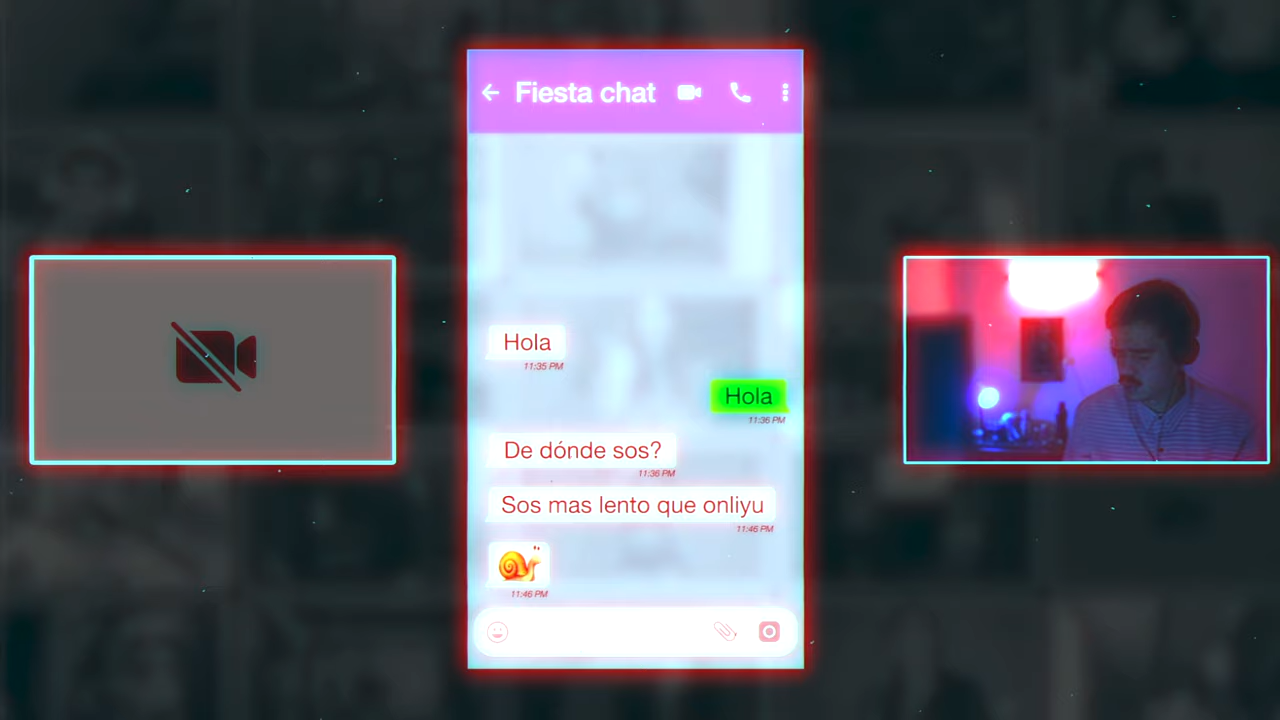 Fiesta chat
Hola
11:35 PM
Hola
11:36 PM
De dónde sos?
11:36 PM
Sos mas lento que onliyu
11:46 PM
11:46 PM